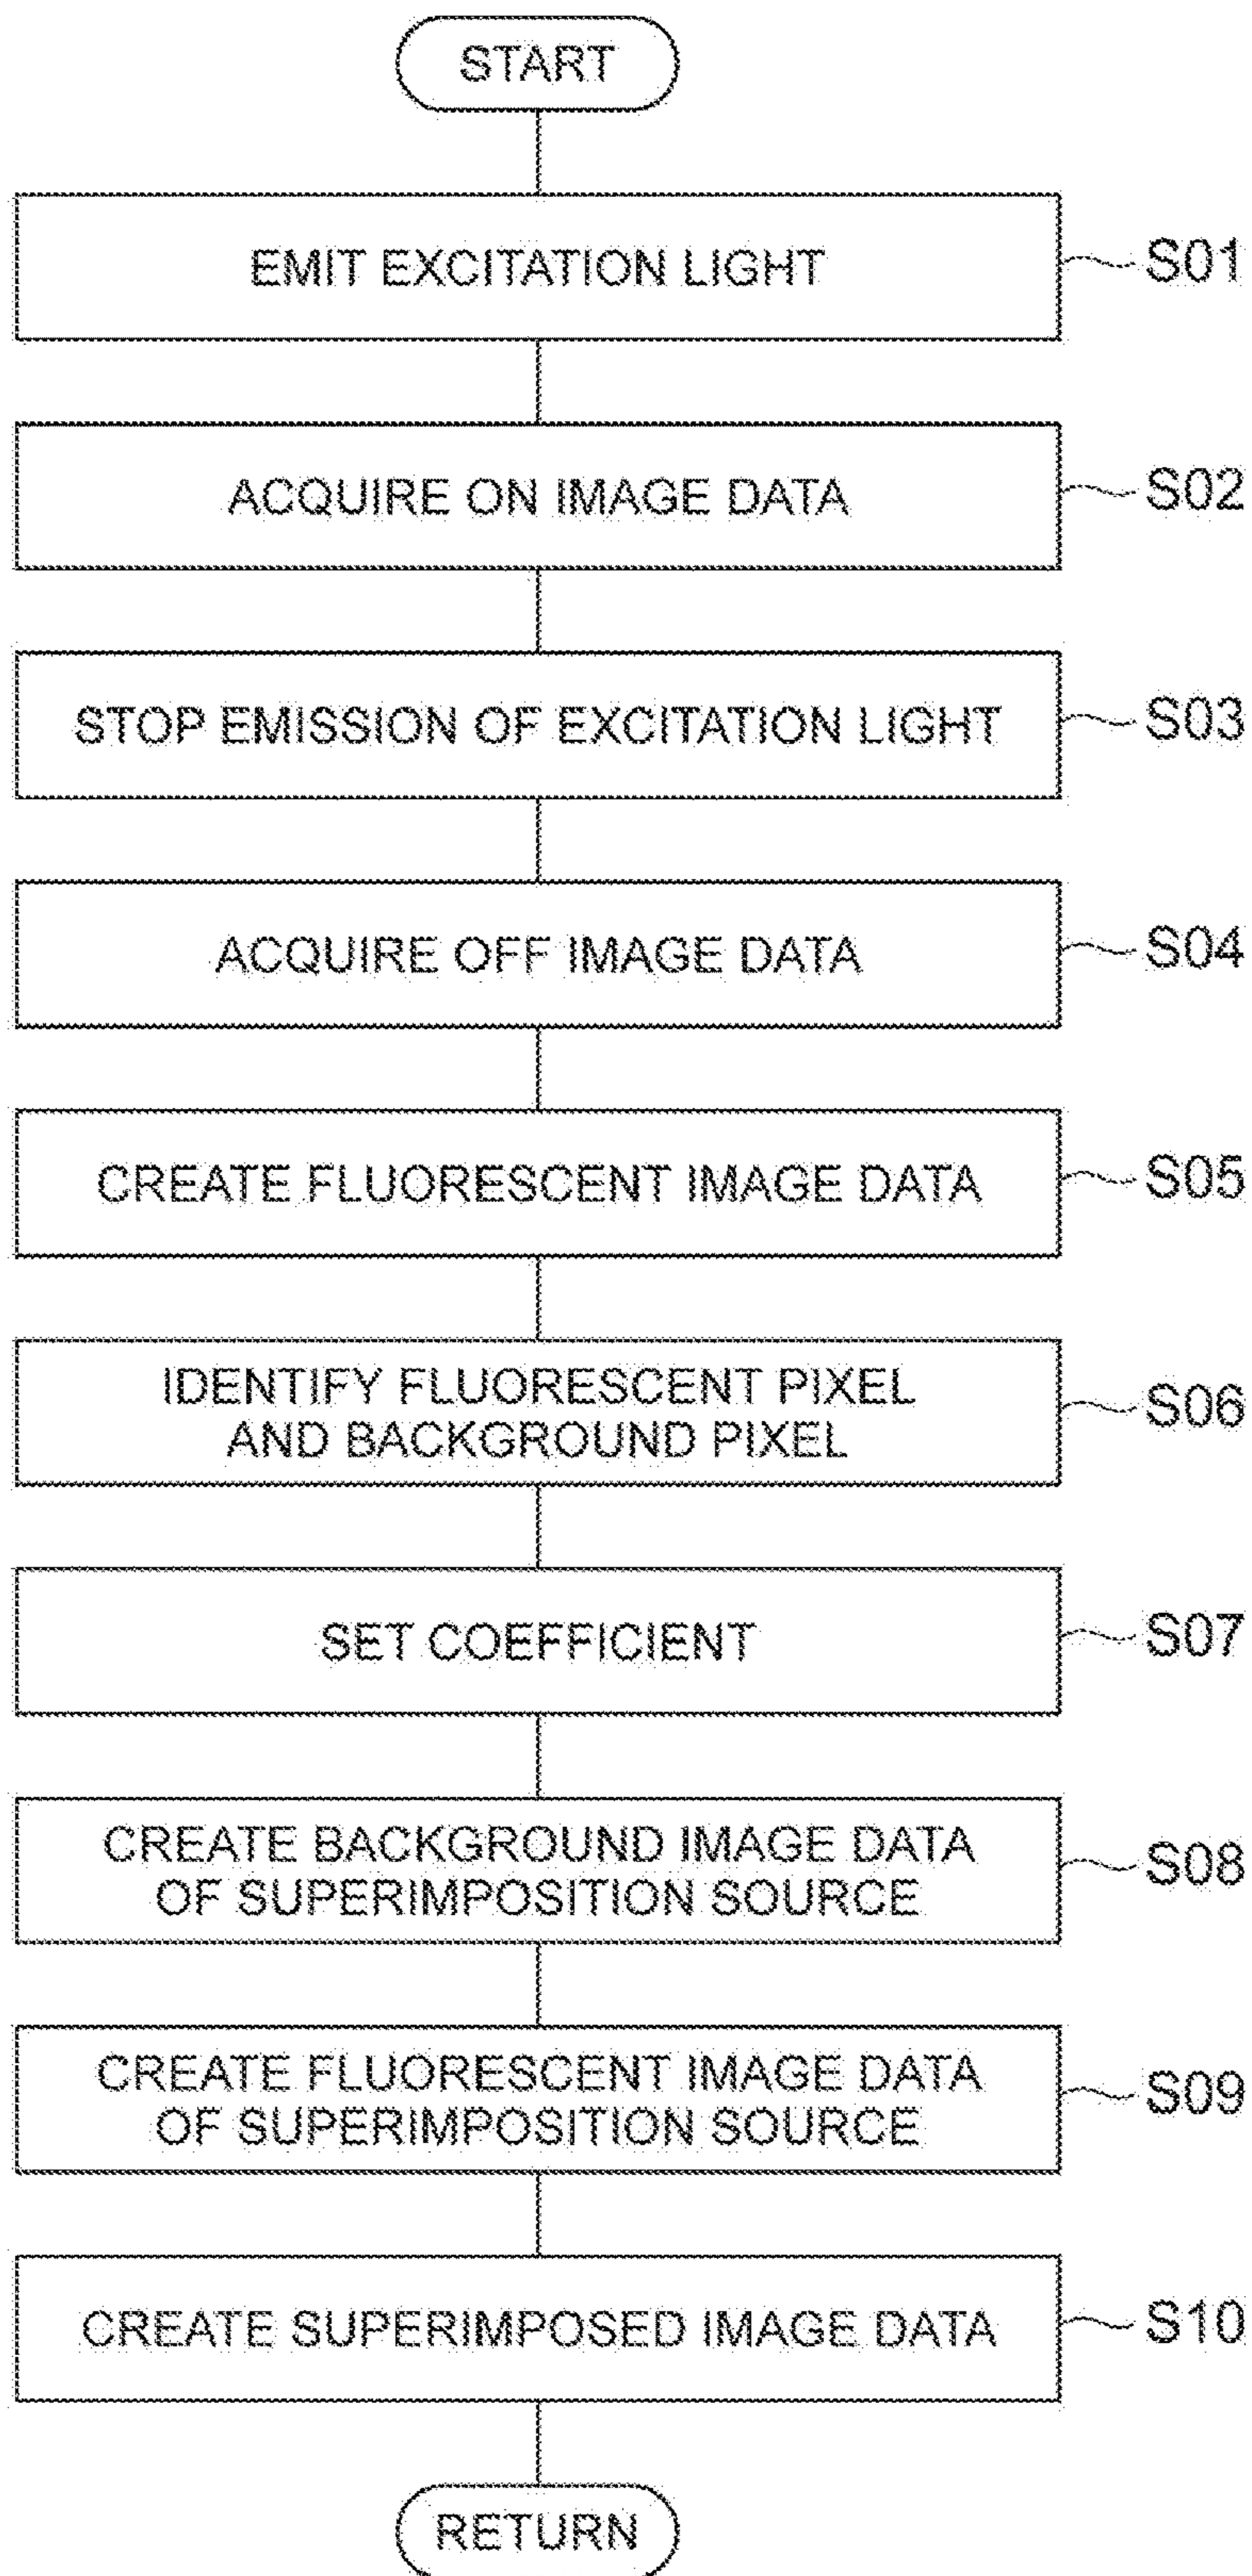 START
EMIT EXCITATION LIGHT
S01
ACQUIRE ON IMAGE DATA
S02
STOP EMISSION OF EXCITATION LIGHT
S03
ACQUIRE OFF IMAGE DATA
S04
CREATE FLUORESCENT IMAGE DATA
S05
IDENTIFY FLUORESCENT PIXEL
AND BACKGROUND PIXEL
S06
SET COEFFICIENT
S07
CREATE BACKGROUND IMAGE DATA
OF SUPERIMPOSITION SOURCE
S08
CREATE FLUORESCENT IMAGE DATA
OF SUPERIMPOSITION SOURCE
S09
CREATE SUPERIMPOSED IMAGE DATA
S10
RETURN